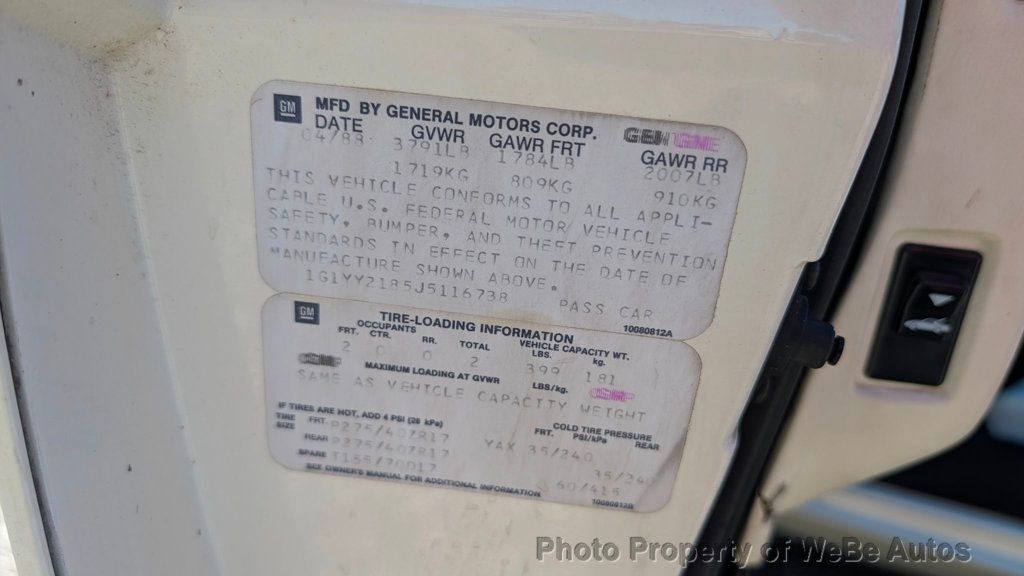 GM MFD BY GENERAL MOTORS CORP.
DATE GVWR GAWR FRT GAWR RR
04/88 3791LB 1784LB 2007LB
1719KG 809KG 910KG
THIS VEHICLE CONFORMS TO ALL APPLI-
CABLE U.S. FEDERAL MOTOR VEHICLE
SAFETY, BUMPER, AND THEFT PREVENTION
STANDARDS IN EFFECT ON THE DATE OF
MANUFACTURE SHOWN ABOVE.
1G1YY2185J5116738 PASS CAR
10080812A
GM TIRE-LOADING INFORMATION
OCCUPANTS VEHICLE CAPACITY WT.
FRT. CTR. RR. TOTAL LBS. kg.
2 0 0 2 399 181
MAXIMUM LOADING AT GVWR LBS/kg.
SAME AS VEHICLE CAPACITY WEIGHT
IF TIRES ARE HOT, ADD 4 PSI (28 kPa) COLD TIRE PRESSURE
TIRE SIZE FRT. P275/40ZR17 YAX FRT. PSI/kPa REAR
35/240
REAR P275/40ZR17 35/240
SPARE T155/70D17 60/415
SEE OWNER'S MANUAL FOR ADDITIONAL INFORMATION
10080812B
Photo Property of WeBe Autos